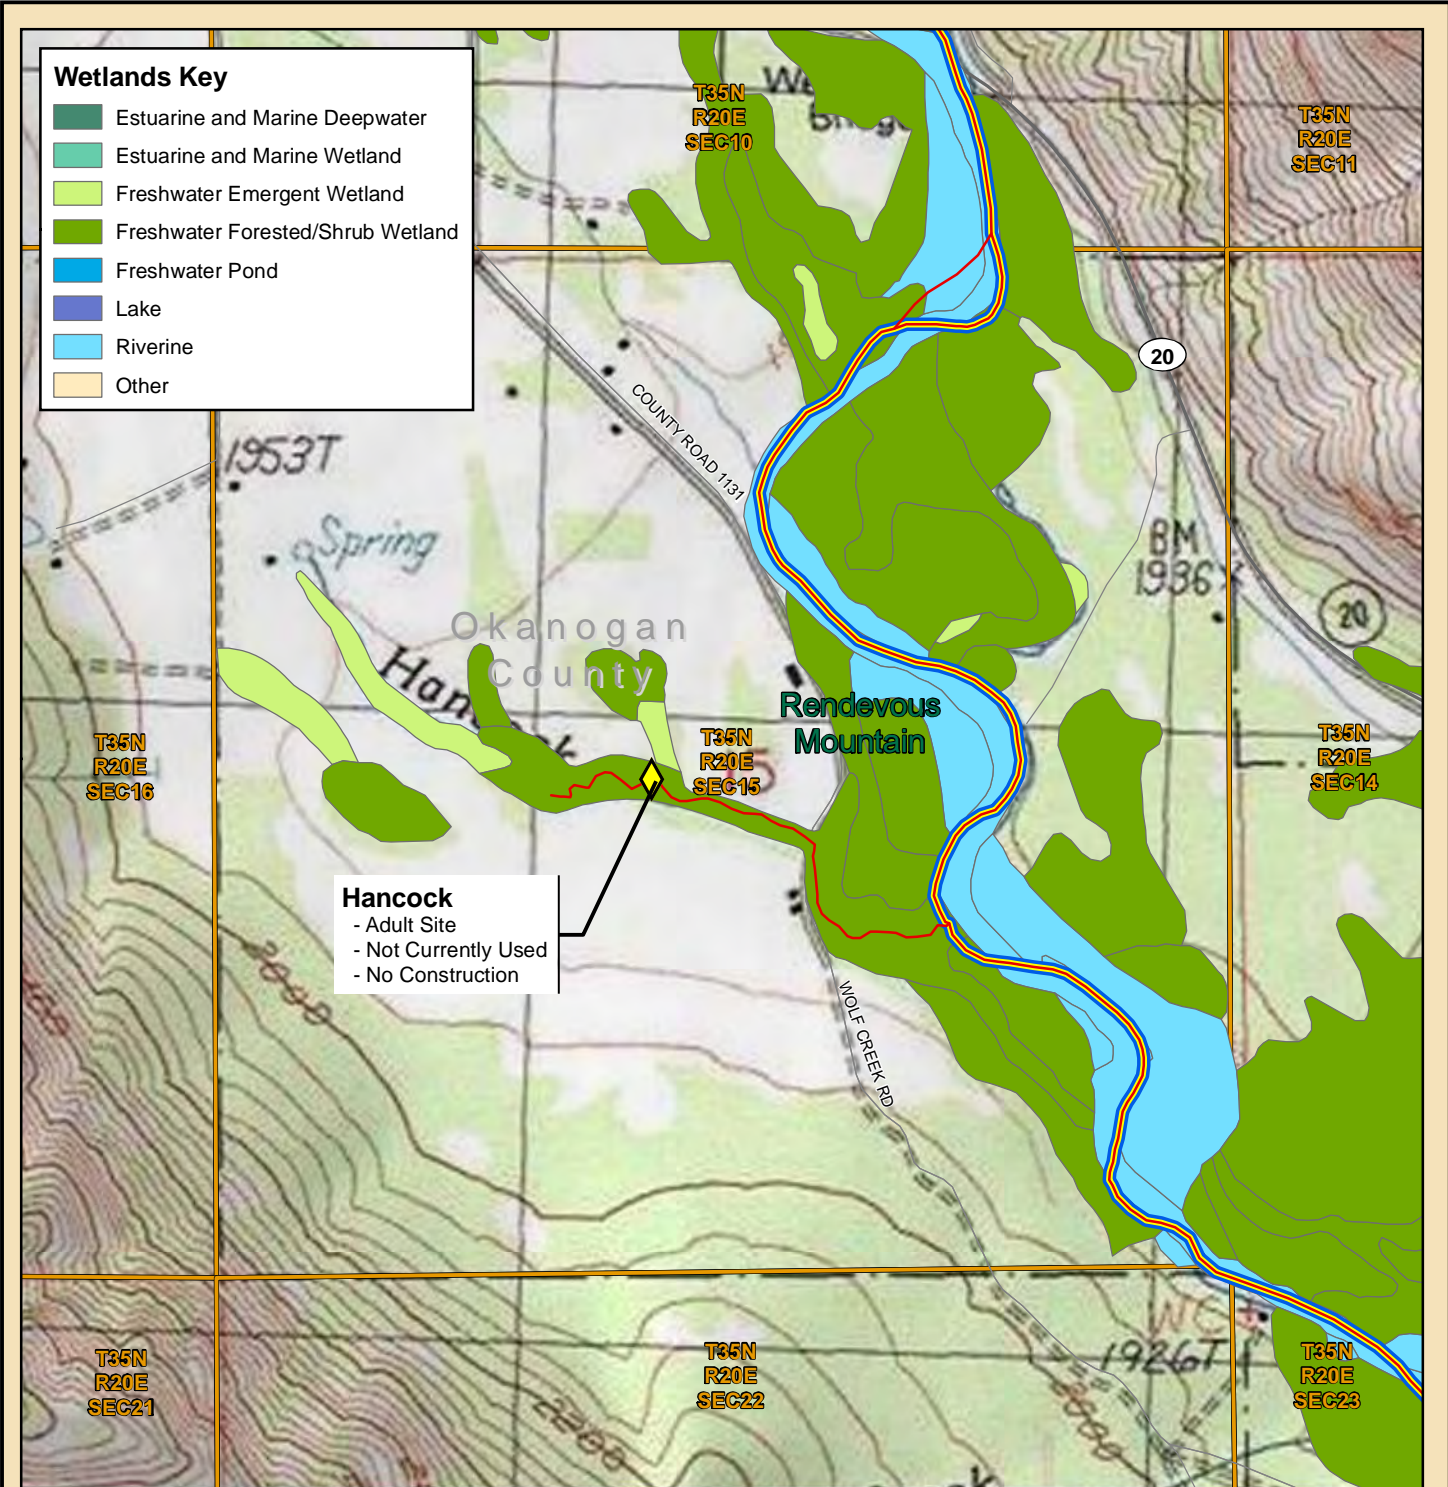 Wetlands Key
Estuarine and Marine Deepwater
Estuarine and Marine Wetland
Freshwater Emergent Wetland
Freshwater Forested/Shrub Wetland
Freshwater Pond
Lake
Riverine
Other
T35N
R20E
SEC10
T35N
R20E
SEC11
20
COUNTY ROAD 1131
1953T
Spring
BM
1936
20
Okanogan
County
Rendevous
Mountain
T35N
R20E
SEC16
T35N
R20E
SEC15
15
T35N
R20E
SEC14
Hancock
- Adult Site
- Not Currently Used
- No Construction
2000
WOLF CREEK RD
T35N
R20E
SEC21
T35N
R20E
SEC22
1926T
T35N
R20E
SEC23
2000